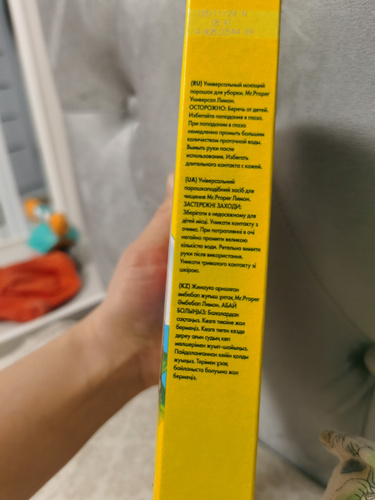 (RU) Универсальный моющий
порошок для уборки. Mr.Proper
Универсал Лимон.
ОСТОРОЖНО: Беречь от детей.
Избегайте попадания в глаза.
При попадании в глаза
немедленно промыть большим
количеством проточной воды.
Вымыть руки после
использования. Избегать
длительного контакта с кожей.
(UA) Універсальний
порошкоподібний засіб для
чищення Mr.Proper Лимон.
ЗАСТЕРЕЖНІ ЗАХОДИ:
Зберігати в недосяжному для
дітей місці. Уникати контакту з
очима. При потраплянні в очі
негайно промити великою
кількістю води. Ретельно вимити
руки після використання.
Уникати тривалого контакту зі
шкірою.
(KZ) Жинауға арналған
әмбебап жуғыш ұнтақ Mr.Proper
Әмбебап Лимон. АБАЙ
БОЛЫҢЫЗ: Балалардан
сақтаңыз. Көзге тиюіне жол
бермеңіз. Көзге тиген кезде
дереу ағын судың көп
мөлшерімен жуып-шайыңыз.
Пайдаланғаннан кейін қолды
жуыңыз. Терімен ұзақ
байланыста болуына жол
бермеңіз.